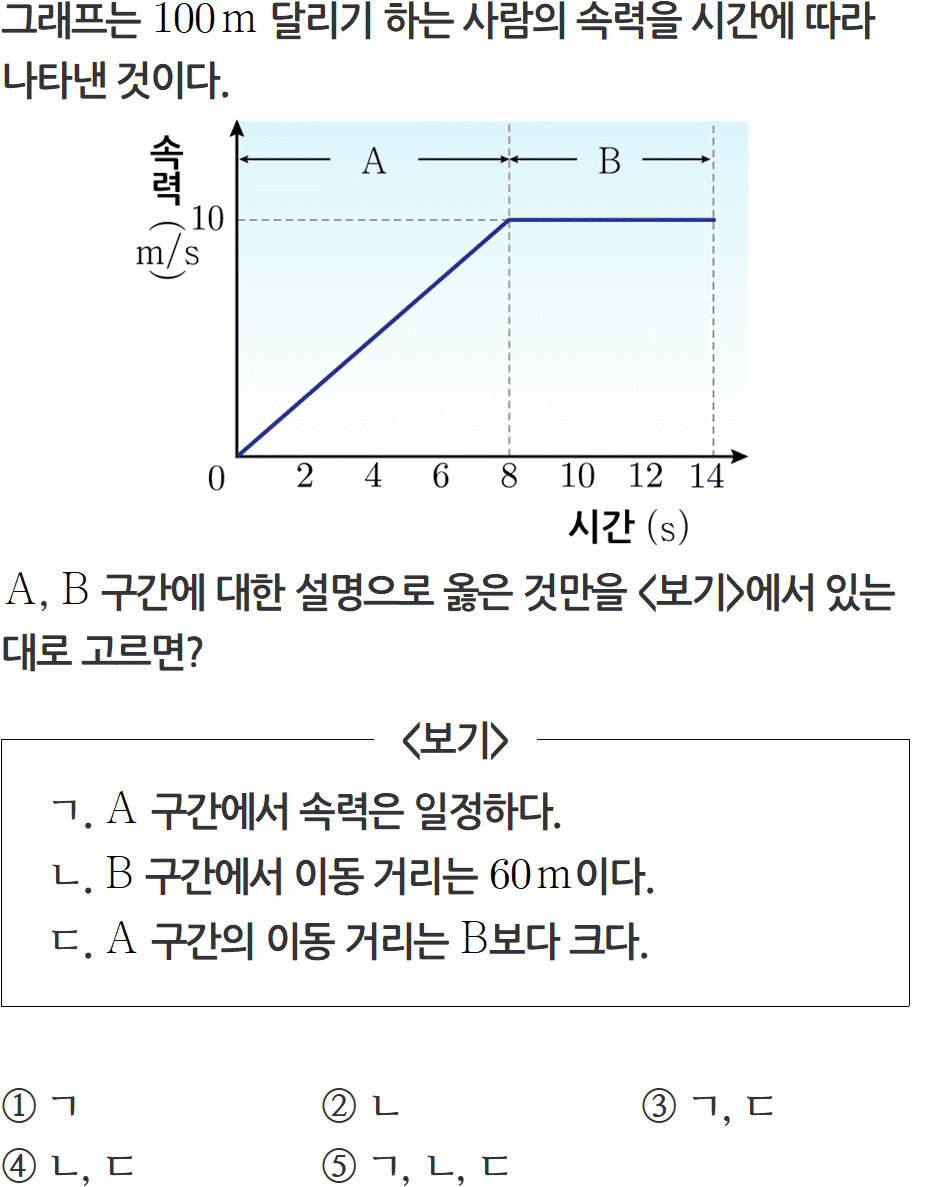 그래프는 100 m 달리기 하는 사람의 속력을 시간에 따라
나타낸 것이다.
속력 (m/s)
A
B
10
0 2 4 6 8 10 12 14
시간 (s)
A, B 구간에 대한 설명으로 옳은 것만을 <보기>에서 있는
대로 고르면?
<보기>
ㄱ. A 구간에서 속력은 일정하다.
ㄴ. B 구간에서 이동 거리는 60 m이다.
ㄷ. A 구간의 이동 거리는 B보다 크다.
① ㄱ ② ㄴ ③ ㄱ, ㄷ
④ ㄴ, ㄷ ⑤ ㄱ, ㄴ, ㄷ